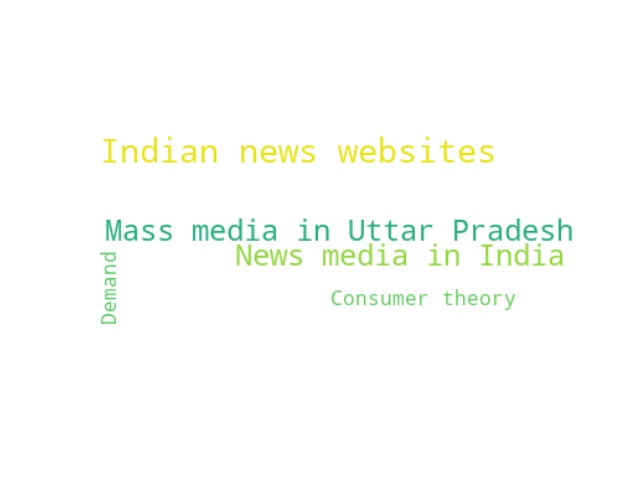 Indian news websites
Mass media in Uttar Pradesh
News media in India
Demand
Consumer theory